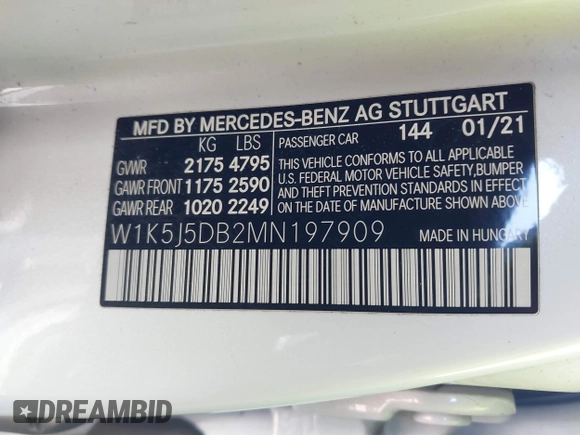 MFD BY MERCEDES-BENZ AG STUTTGART
KG LBS PASSENGER CAR 144 01/21
GVWR 2175 4795 THIS VEHICLE CONFORMS TO ALL APPLICABLE
U.S. FEDERAL MOTOR VEHICLE SAFETY, BUMPER
GAWR FRONT 1175 2590 AND THEFT PREVENTION STANDARDS IN EFFECT
GAWR REAR 1020 2249 ON THE DATE OF MANUFACTURE SHOWN ABOVE
W1K5J5DB2MN197909 MADE IN HUNGARY
DREAMBID